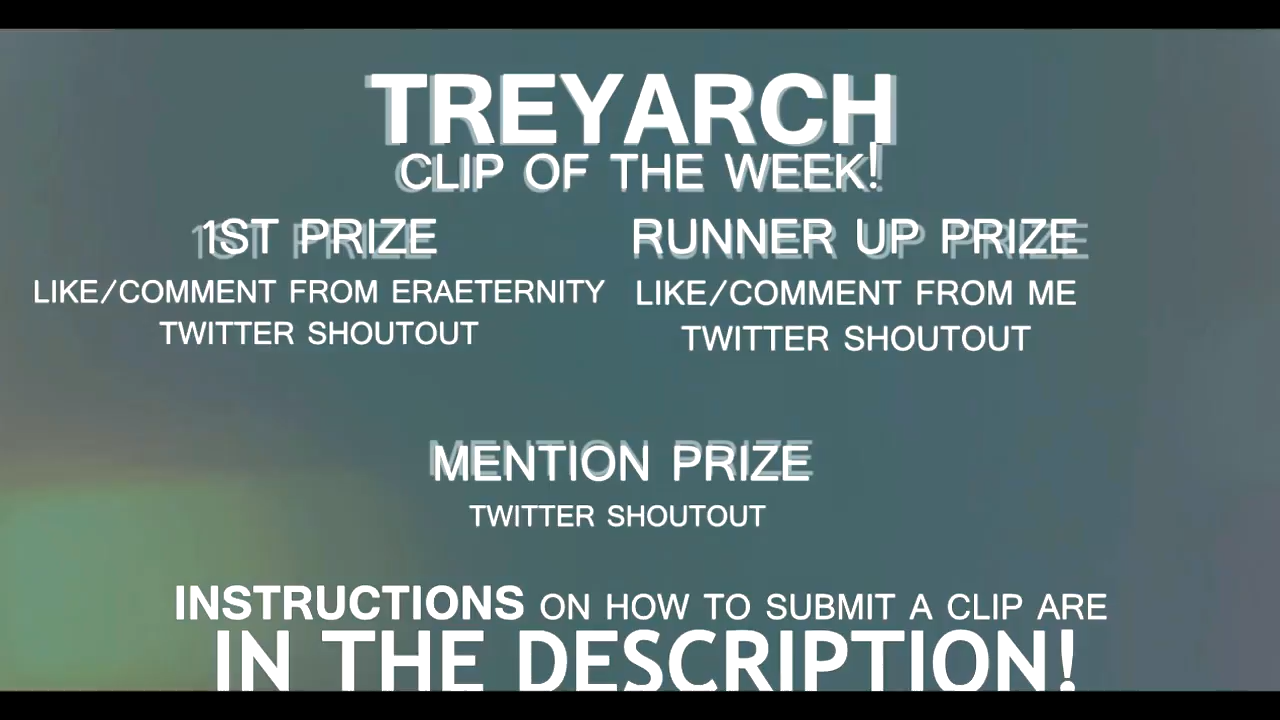 TREYARCH
CLIP OF THE WEEK!
1ST PRIZE
LIKE/COMMENT FROM ERAETERNITY
TWITTER SHOUTOUT
RUNNER UP PRIZE
LIKE/COMMENT FROM ME
TWITTER SHOUTOUT
MENTION PRIZE
TWITTER SHOUTOUT
INSTRUCTIONS ON HOW TO SUBMIT A CLIP ARE
IN THE DESCRIPTION!